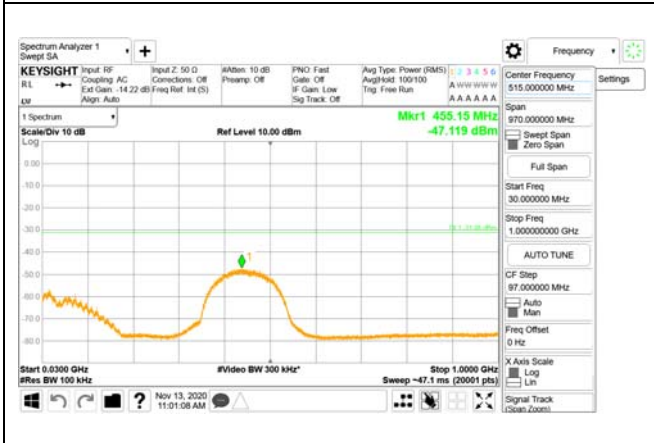 Spectrum Analyzer 1
Swept SA
+
Frequency
KEYSIGHT Input: RF Input Z: 50 Ω #Atten: 10 dB PNO: Fast Avg Type: Power (RMS) 1 2 3 4 5 6
RL Coupling: AC Corrections: Off Preamp: Off Gate: Off Avg|Hold: 100/100 A W W W W W
Ext Gain: -14.22 dB Freq Ref: Int (S) IF Gain: Low Trig: Free Run
Align: Auto Sig Track: Off A A A A A A
1 Spectrum
Mkr1 455.15 MHz
Scale/Div 10 dB Ref Level 10.00 dBm -47.119 dBm
Log
0.00
-10.0
-20.0
-30.0
-40.0
1
-50.0
-60.0
-70.0
-80.0
Start 0.0300 GHz #Video BW 300 kHz* Stop 1.0000 GHz
#Res BW 100 kHz Sweep ~47.1 ms (20001 pts)
?
Nov 13, 2020
11:01:08 AM
Center Frequency
515.000000 MHz
Settings
Span
970.000000 MHz
Swept Span
Zero Span
Full Span
Start Freq
30.000000 MHz
Stop Freq
1.000000000 GHz
AUTO TUNE
CF Step
97.000000 MHz
Auto
Man
Freq Offset
0 Hz
X Axis Scale
Log
Lin
Signal Track
(Span Zoom)